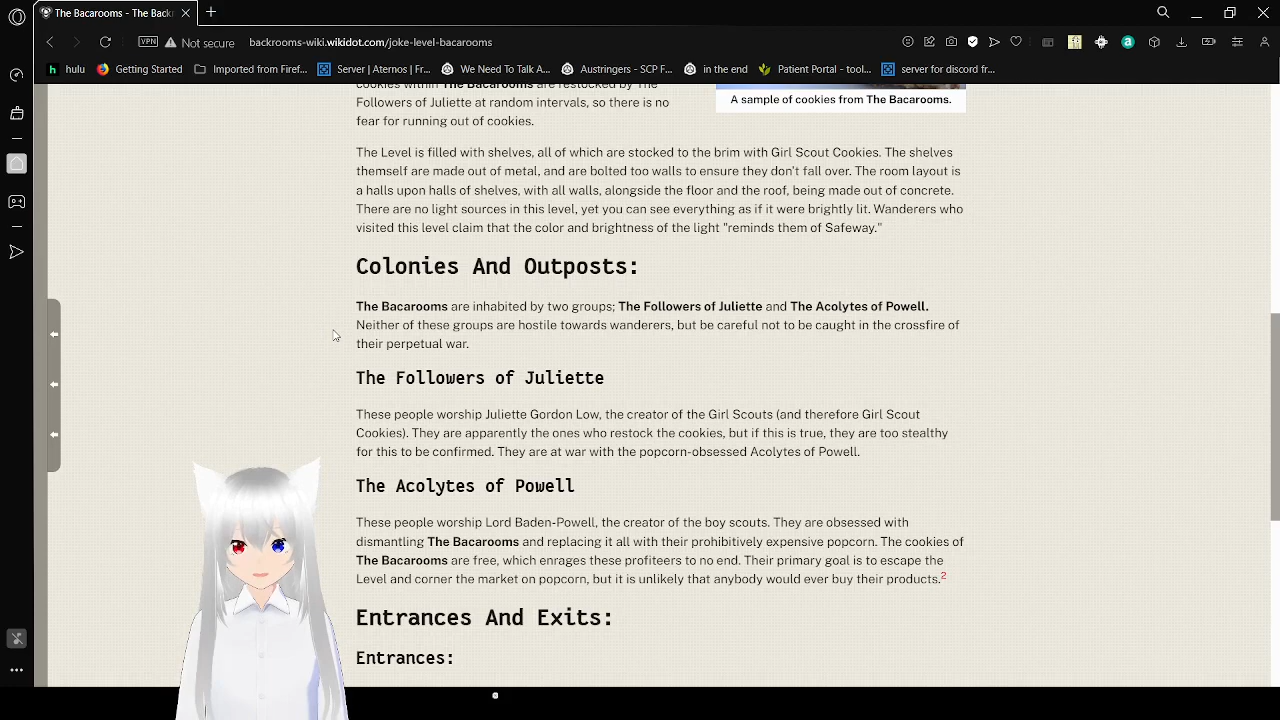 The Bacarooms - The Backr
VPN
Not secure
backrooms-wiki.wikidot.com/joke-level-bacarooms
hulu
Getting Started
Imported from Firef...
Server | Aternos | Fr...
We Need To Talk A...
Austringers - SCP F...
in the end
Patient Portal - tool...
server for discord fr...
cookies within The Bacarooms are restocked by The
Followers of Juliette at random intervals, so there is no
fear for running out of cookies.
A sample of cookies from The Bacarooms.
The Level is filled with shelves, all of which are stocked to the brim with Girl Scout Cookies. The shelves
themself are made out of metal, and are bolted too walls to ensure they don't fall over. The room layout is
a halls upon halls of shelves, with all walls, alongside the floor and the roof, being made out of concrete.
There are no light sources in this level, yet you can see everything as if it were brightly lit. Wanderers who
visited this level claim that the color and brightness of the light "reminds them of Safeway."
Colonies And Outposts:
The Bacarooms are inhabited by two groups; The Followers of Juliette and The Acolytes of Powell.
Neither of these groups are hostile towards wanderers, but be careful not to be caught in the crossfire of
their perpetual war.
The Followers of Juliette
These people worship Juliette Gordon Low, the creator of the Girl Scouts (and therefore Girl Scout
Cookies). They are apparently the ones who restock the cookies, but if this is true, they are too stealthy
for this to be confirmed. They are at war with the popcorn-obsessed Acolytes of Powell.
The Acolytes of Powell
These people worship Lord Baden-Powell, the creator of the boy scouts. They are obsessed with
dismantling The Bacarooms and replacing it all with their prohibitively expensive popcorn. The cookies of
The Bacarooms are free, which enrages these profiteers to no end. Their primary goal is to escape the
Level and corner the market on popcorn, but it is unlikely that anybody would ever buy their products.2
Entrances And Exits:
Entrances: